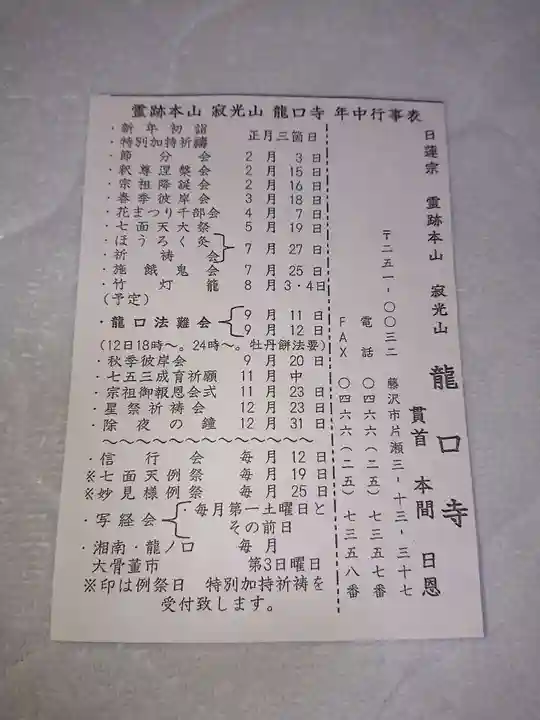 霊跡本山 寂光山 龍口寺 年中行事表
・新年初詣 正月三箇日
・特別加持祈祷
・節分会 2月3日
・釈尊涅槃会 2月15日
・宗祖降誕会 2月16日
・春季彼岸会 3月18日
・花まつり千部会 4月7日
・七面天大祭 5月19日
・ほうろく灸
・祈祷会 7月27日
・施餓鬼会 7月25日
・竹灯籠 8月3・4日
(予定)
・龍口法難会 9月11日
9月12日
(12日18時〜。24時〜。牡丹餅法要)
・秋季彼岸会 9月20日
・七五三成育祈願 11月中
・宗祖御報恩会式 11月23日
・星祭祈祷会 12月23日
・除夜の鐘 12月31日
〜〜〜〜〜〜〜〜〜〜〜〜〜〜
・信行会 毎月12日
※七面天例祭 毎月19日
※妙見様例祭 毎月25日
・写経会 ・毎月第一土曜日と
その前日
・湘南・龍ノ口 毎月
大骨董市 第3日曜日
※印は例祭日 特別加持祈祷を
受付致します。
日蓮宗 霊跡本山 寂光山 龍口寺
貫首 本間 日恩
〒二五一-〇〇三二 藤沢市片瀬三-十三-三十七
電話 〇四六六(二五)七三五七番
FAX 〇四六六(二五)七三五八番